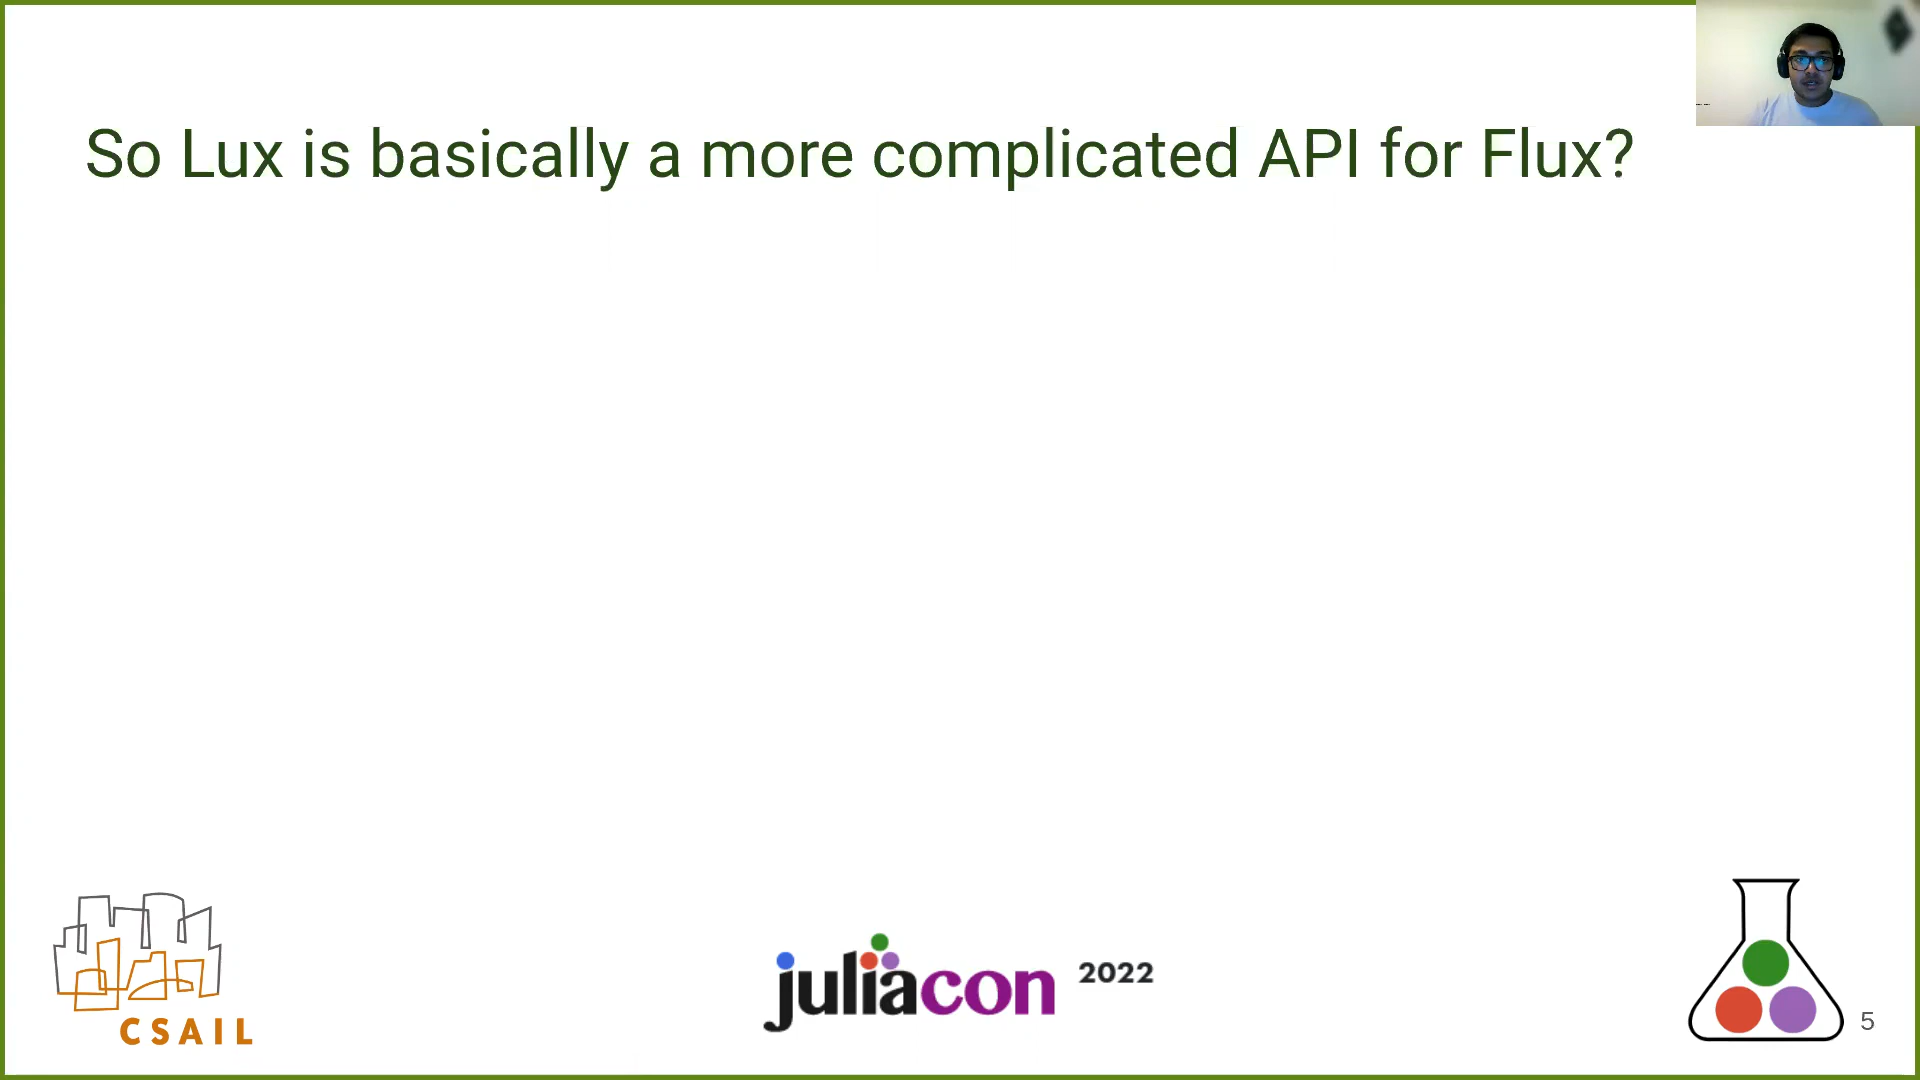 So Lux is basically a more complicated API for Flux?
CSAIL
juliacon 2022
5